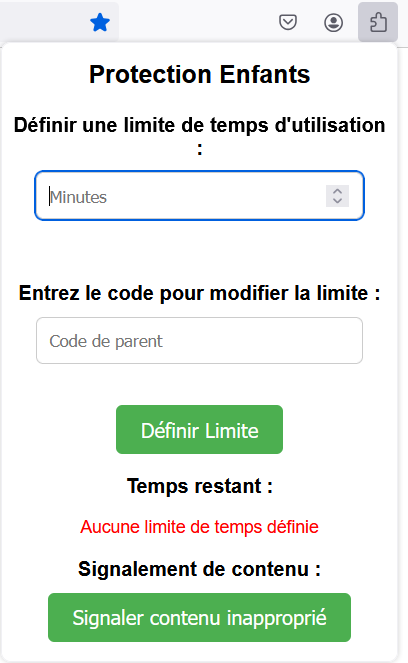 Protection Enfants
Définir une limite de temps d'utilisation
:
Minutes
Entrez le code pour modifier la limite :
Code de parent
Définir Limite
Temps restant :
Aucune limite de temps définie
Signalement de contenu :
Signaler contenu inapproprié